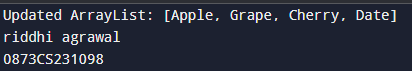 Updated ArrayList: [Apple, Grape, Cherry, Date]
riddhi agrawal
0873CS231098